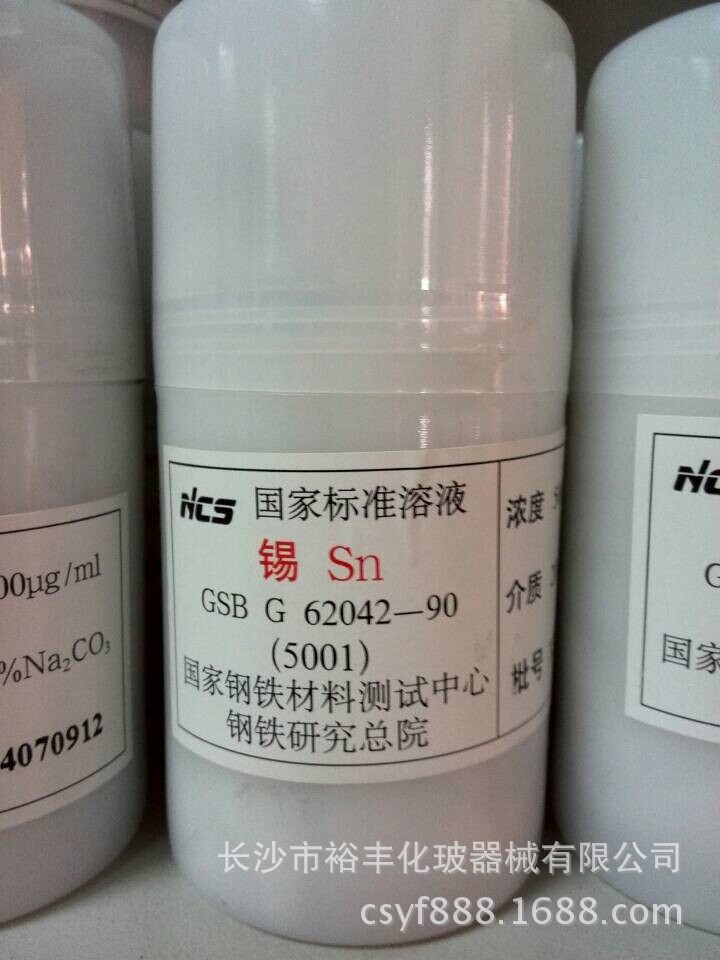 00μg/ml
%Na₂CO₃
4070912
NCS 国家标准溶液
锡 Sn
GSB G 62042—90
(5001)
国家钢铁材料测试中心
钢铁研究总院
浓度
介质
批号
NCS
G
国家
长沙市裕丰化玻器械有限公司
csyf888.1688.com